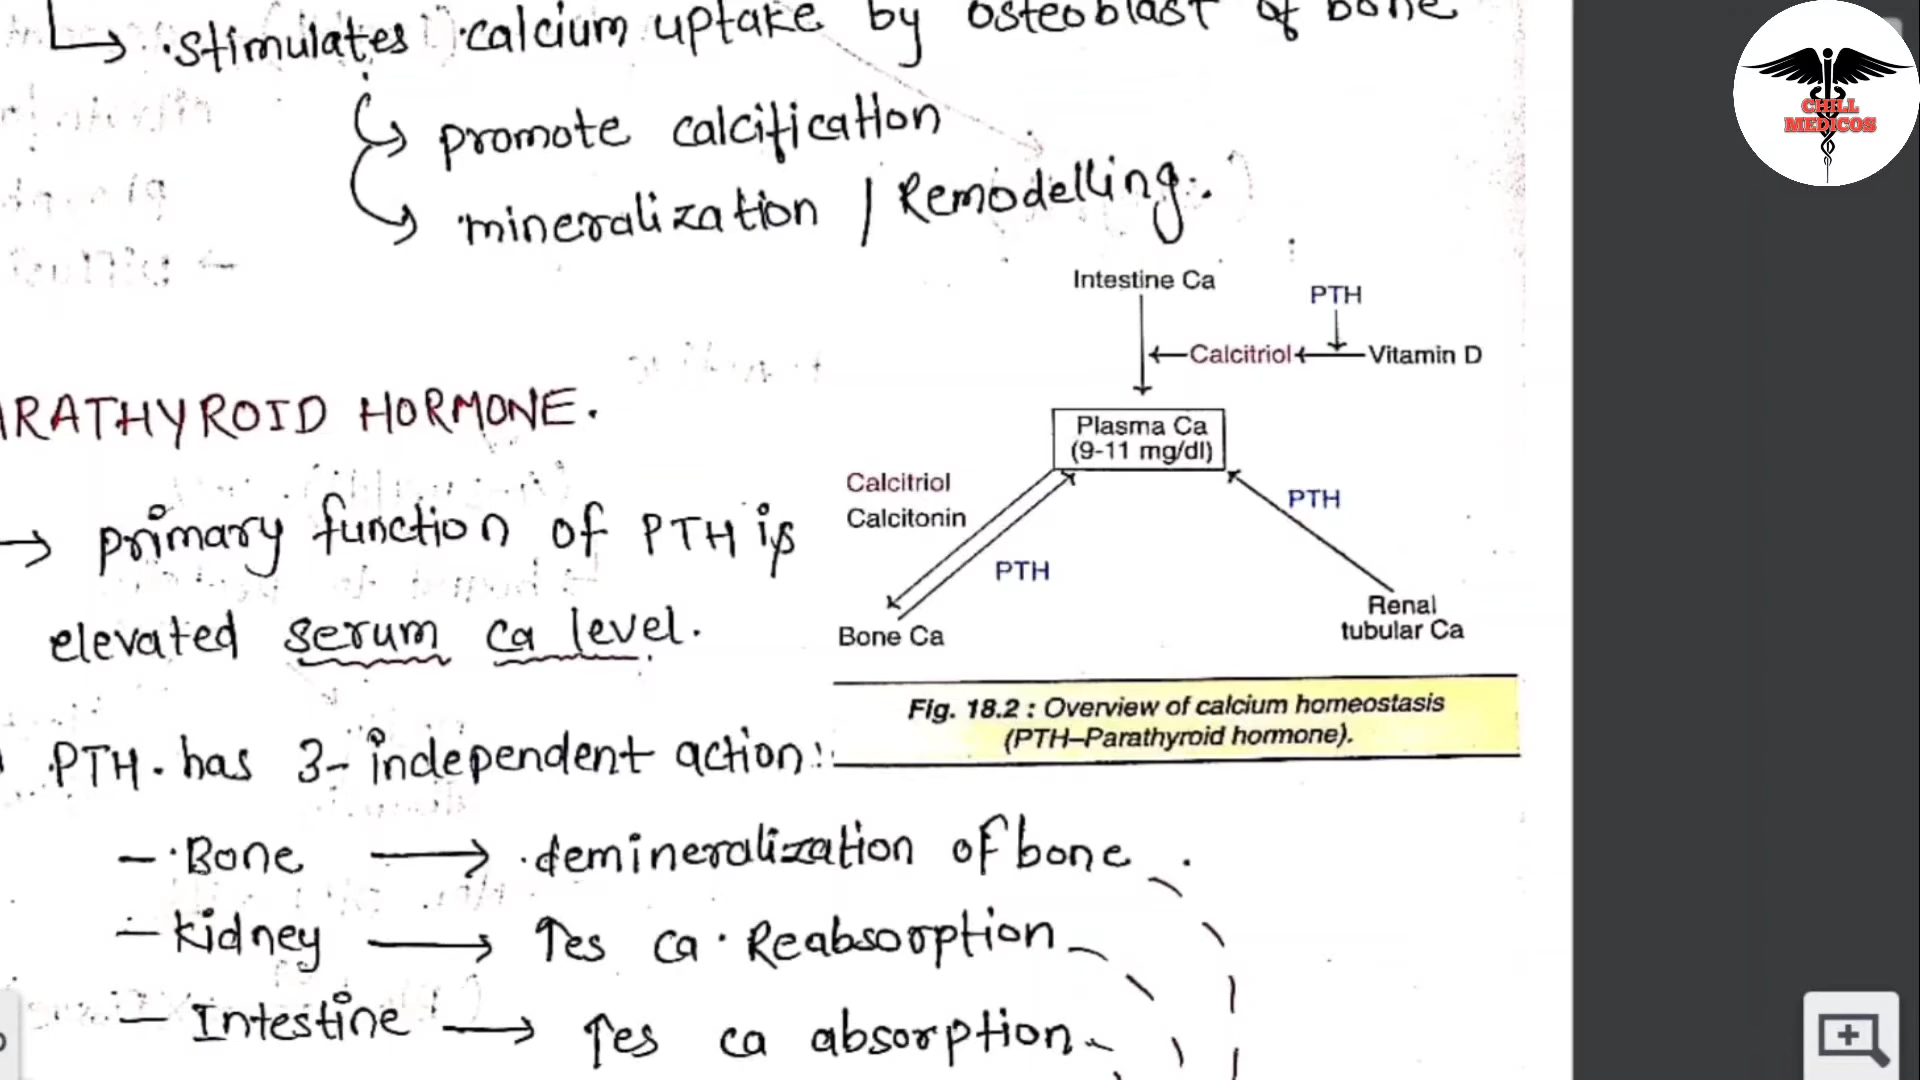 stimulates calcium uptake by osteoblast of bone
promote calcification
mineralization / Remodelling.
CHILL
MEDICOS
Intestine Ca
PTH
Calcitriol
Vitamin D
Plasma Ca
(9-11 mg/dl)
Calcitriol
Calcitonin
PTH
PTH
Bone Ca
Renal
tubular Ca
Fig. 18.2 : Overview of calcium homeostasis
(PTH–Parathyroid hormone).
ARATHYROID HORMONE.
→ primary function of PTH is
elevated serum ca level.
PTH has 3- independent action:
– Bone → demineralization of bone
– Kidney → ↑es ca Reabsorption
– Intestine → ↑es ca absorption